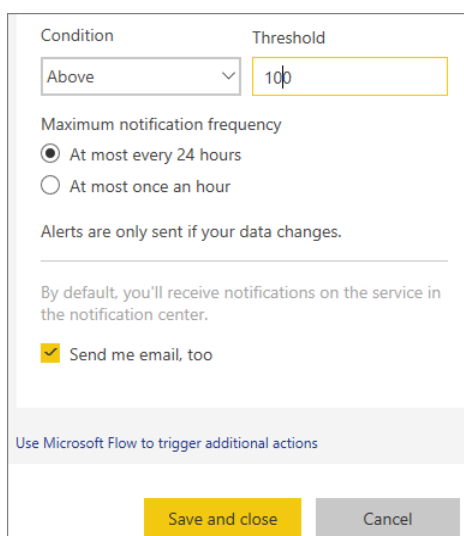 Condition
Threshold
Above
100
Maximum notification frequency
At most every 24 hours
At most once an hour
Alerts are only sent if your data changes.
By default, you'll receive notifications on the service in
the notification center.
Send me email, too
Use Microsoft Flow to trigger additional actions
Save and close
Cancel